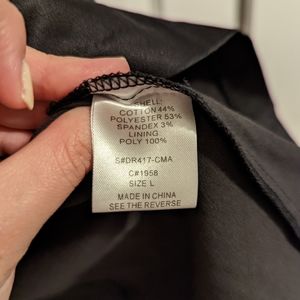 SHELL:
COTTON 44%
POLYESTER 53%
SPANDEX 3%
LINING
POLY 100%
S#DR417-CMA
C#1958
SIZE L
MADE IN CHINA
SEE THE REVERSE